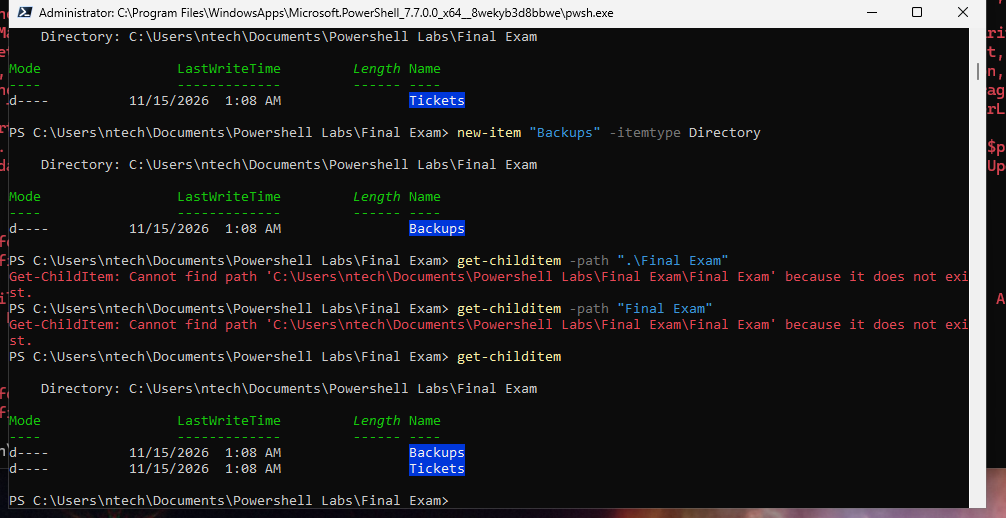 Administrator: C:\Program Files\WindowsApps\Microsoft.PowerShell_7.7.0.0_x64__8wekyb3d8bbwe\pwsh.exe
Directory: C:\Users\ntech\Documents\Powershell Labs\Final Exam
Mode LastWriteTime Length Name
---- ------------- ------ ----
d---- 11/15/2026 1:08 AM Tickets
PS C:\Users\ntech\Documents\Powershell Labs\Final Exam> new-item "Backups" -itemtype Directory
Directory: C:\Users\ntech\Documents\Powershell Labs\Final Exam
Mode LastWriteTime Length Name
---- ------------- ------ ----
d---- 11/15/2026 1:08 AM Backups
PS C:\Users\ntech\Documents\Powershell Labs\Final Exam> get-childitem -path ".\Final Exam"
Get-ChildItem: Cannot find path 'C:\Users\ntech\Documents\Powershell Labs\Final Exam\Final Exam' because it does not exi
st.
PS C:\Users\ntech\Documents\Powershell Labs\Final Exam> get-childitem -path "Final Exam"
Get-ChildItem: Cannot find path 'C:\Users\ntech\Documents\Powershell Labs\Final Exam\Final Exam' because it does not exi
st.
PS C:\Users\ntech\Documents\Powershell Labs\Final Exam> get-childitem
Directory: C:\Users\ntech\Documents\Powershell Labs\Final Exam
Mode LastWriteTime Length Name
---- ------------- ------ ----
d---- 11/15/2026 1:08 AM Backups
d---- 11/15/2026 1:08 AM Tickets
PS C:\Users\ntech\Documents\Powershell Labs\Final Exam>